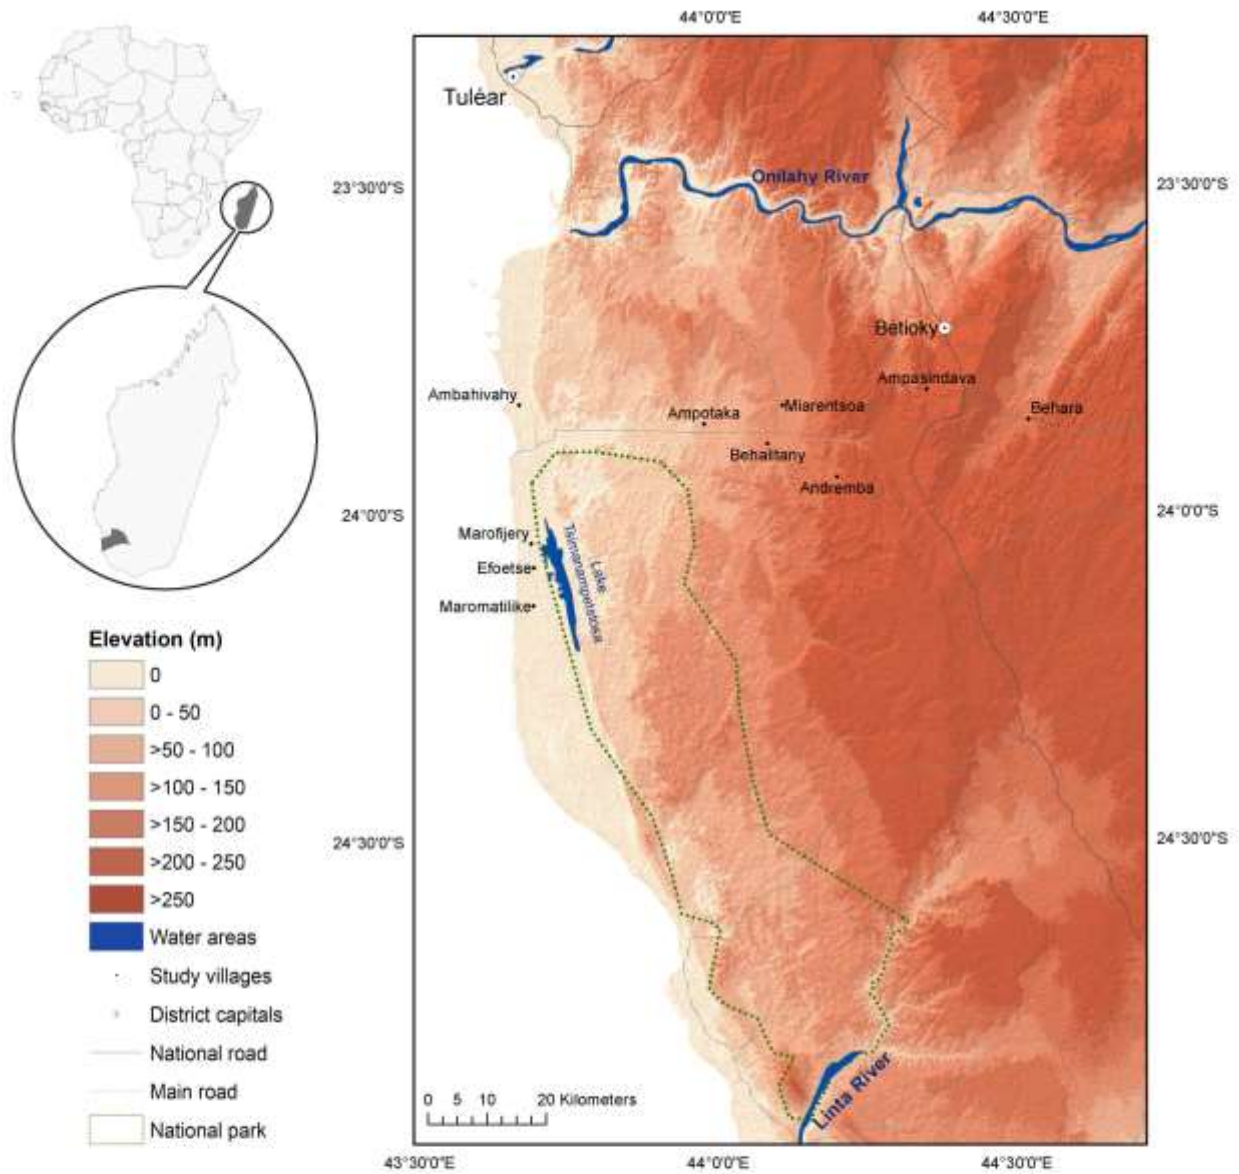 44°0'0"E
44°30'0"E
Tuléar
Onilahy River
23°30'0"S
23°30'0"S
Betioky
Ampasindava
Ambahivahy
Miarentsoa
Behara
Ampotaka
Behalitany
Andremba
24°0'0"S
24°0'0"S
Marofijery
Efoetse
Maromatilike
Lake
Tsimanampetstosa
Elevation (m)
0
0 - 50
>50 - 100
>100 - 150
>150 - 200
>200 - 250
>250
Water areas
Study villages
District capitals
National road
Main road
National park
24°30'0"S
24°30'0"S
0 5 10 20 Kilometers
Linta River
43°30'0"E
44°0'0"E
44°30'0"E